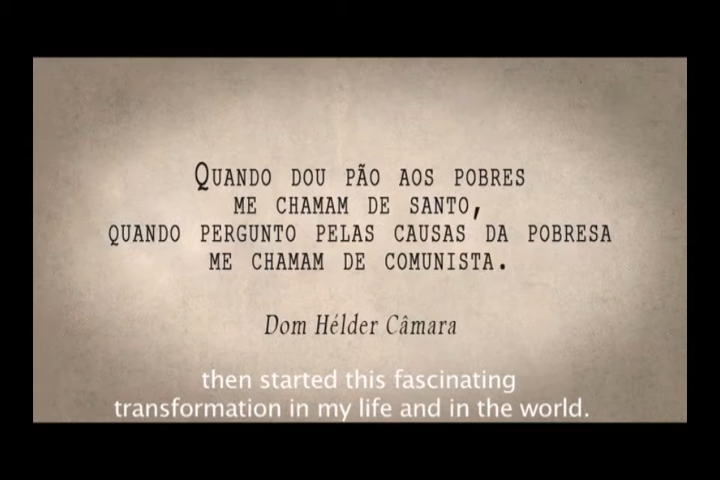 Quando dou pão aos pobres
me chamam de santo,
quando pergunto pelas causas da pobresa
me chamam de comunista.
Dom Hélder Câmara
then started this fascinating
transformation in my life and in the world.